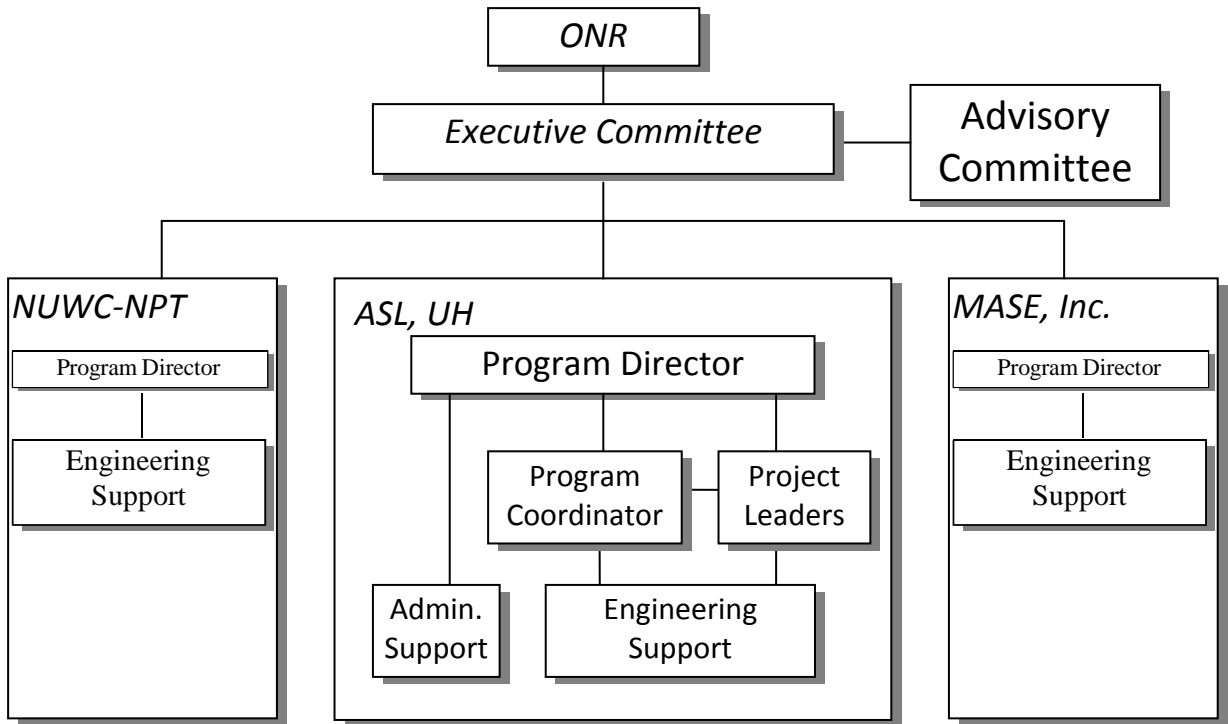 ONR
Executive Committee
Advisory
Committee
NUWC-NPT
Program Director
Engineering
Support
ASL, UH
Program Director
Program
Coordinator
Project
Leaders
Admin.
Support
Engineering
Support
MASE, Inc.
Program Director
Engineering
Support